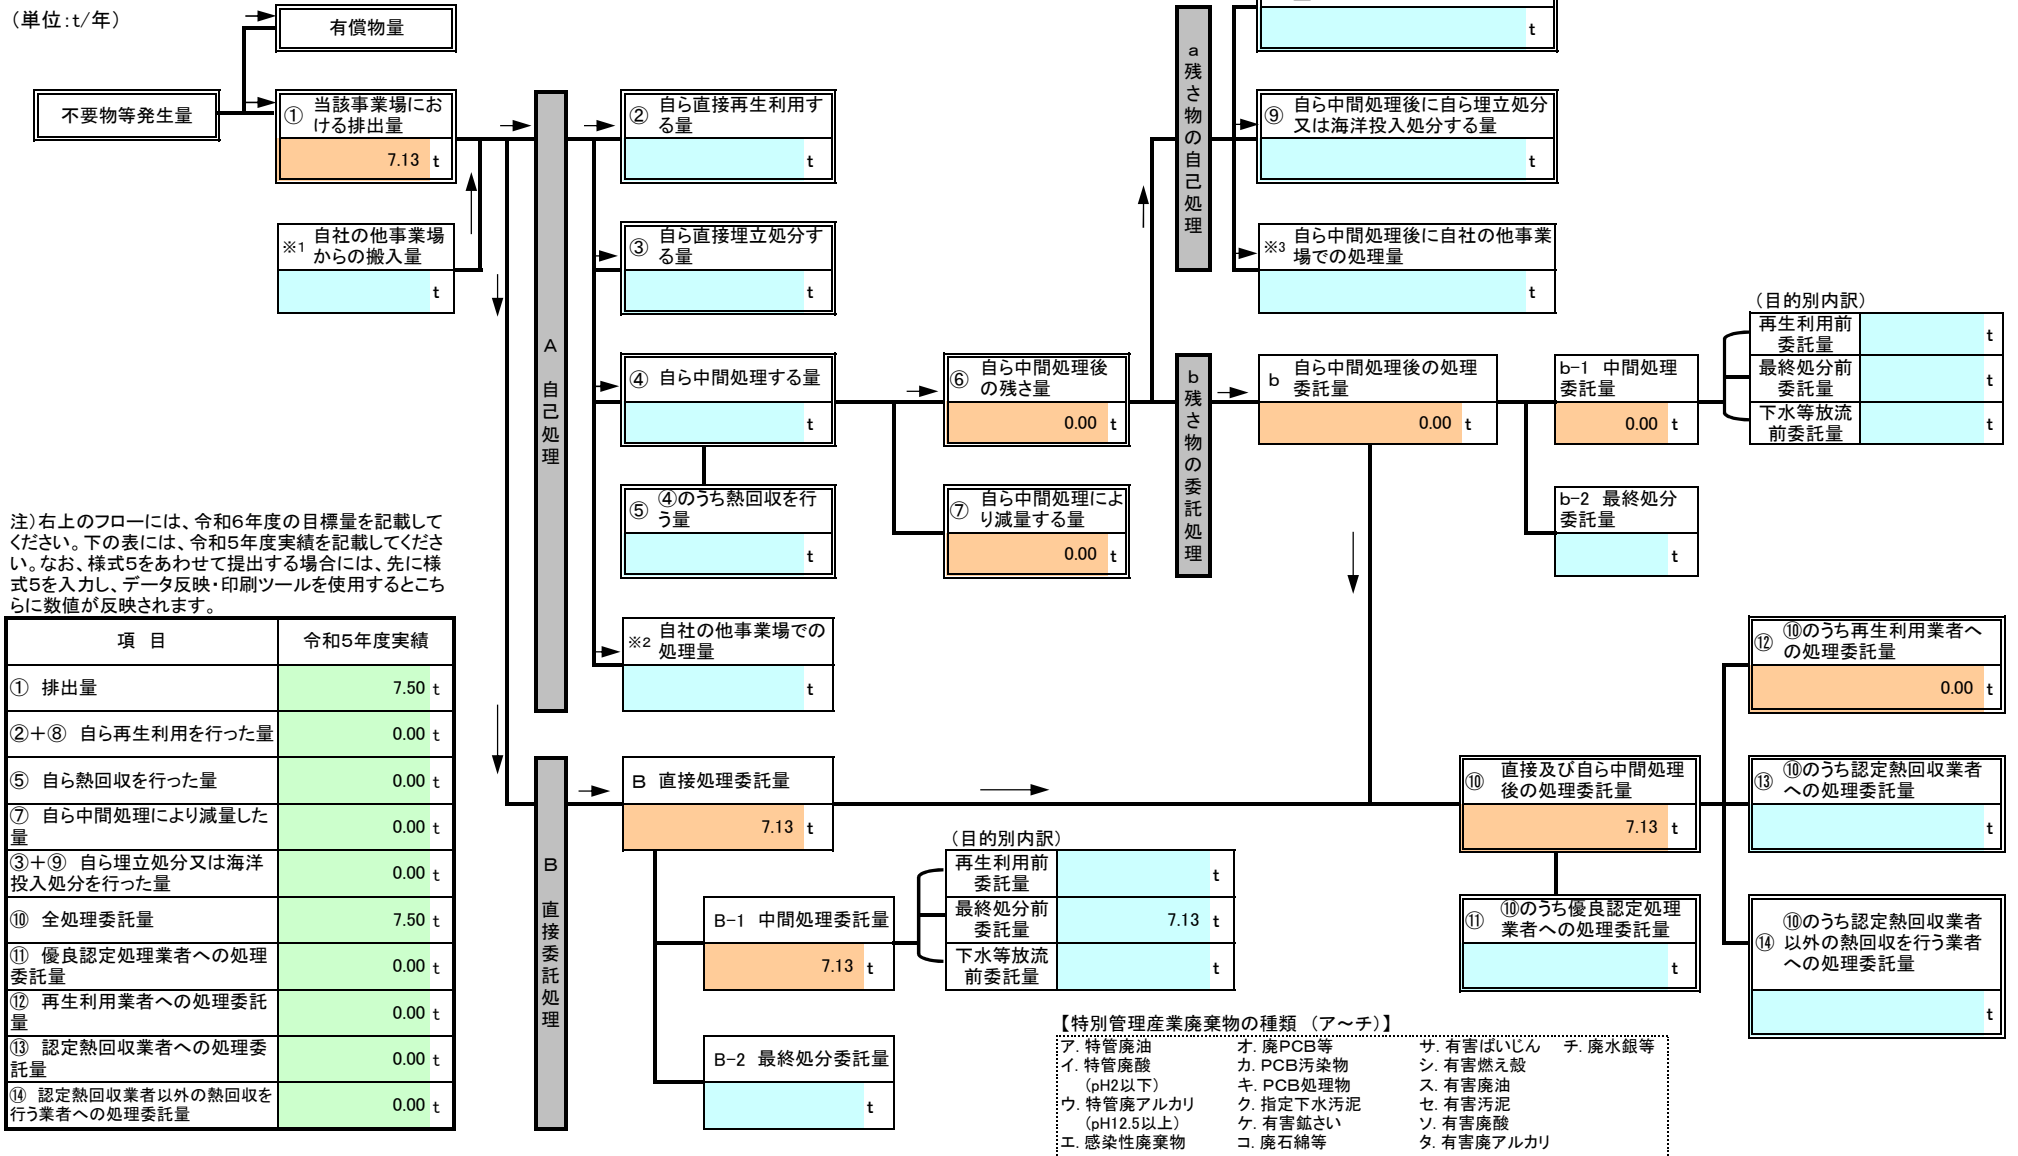 （単位：t/年）
有償物量
不要物等発生量
① 当該事業場にお
ける排出量
7.13 t
※1 自社の他事業場
からの搬入量
t
A 自己処理
② 自ら直接再生利用す
る量
t
③ 自ら直接埋立処分す
る量
t
④ 自ら中間処理する量
t
⑤ ④のうち熱回収を行
う量
t
※2 自社の他事業場での
処理量
t
⑥ 自ら中間処理後
の残さ量
0.00 t
⑦ 自ら中間処理によ
り減量する量
0.00 t
a 残さ物の自己処理
t
⑨ 自ら中間処理後に自ら埋立処分
又は海洋投入処分する量
t
※3 自ら中間処理後に自社の他事業
場での処理量
t
b 残さ物の委託処理
b 自ら中間処理後の処理
委託量
0.00 t
b-1 中間処理
委託量
0.00 t
（目的別内訳）
再生利用前
委託量
t
最終処分前
委託量
t
下水等放流
前委託量
t
b-2 最終処分
委託量
t
注）右上のフローには、令和６年度の目標量を記載して
ください。下の表には、令和５年度実績を記載してくださ
い。なお、様式５をあわせて提出する場合には、先に様
式５を入力し、データ反映・印刷ツールを使用するとこち
らに数値が反映されます。
項 目 令和５年度実績
① 排出量 7.50 t
②＋⑧ 自ら再生利用を行った量 0.00 t
⑤ 自ら熱回収を行った量 0.00 t
⑦ 自ら中間処理により減量した
量 0.00 t
③＋⑨ 自ら埋立処分又は海洋
投入処分を行った量 0.00 t
⑩ 全処理委託量 7.50 t
⑪ 優良認定処理業者への処理
委託量 0.00 t
⑫ 再生利用業者への処理委託
量 0.00 t
⑬ 認定熱回収業者への処理委
託量 0.00 t
⑭ 認定熱回収業者以外の熱回収を
行う業者への処理委託量 0.00 t
B 直接委託処理
B 直接処理委託量
7.13 t
B-1 中間処理委託量
7.13 t
（目的別内訳）
再生利用前
委託量
t
最終処分前
委託量
7.13 t
下水等放流
前委託量
t
B-2 最終処分委託量
t
⑩ 直接及び自ら中間処理
後の処理委託量
7.13 t
⑪ ⑩のうち優良認定処理
業者への処理委託量
t
⑫ ⑩のうち再生利用業者へ
の処理委託量
0.00 t
⑬ ⑩のうち認定熱回収業者
への処理委託量
t
⑭ ⑩のうち認定熱回収業者
以外の熱回収を行う業者
への処理委託量
t
【特別管理産業廃棄物の種類 （ア～チ）】
ア. 特管廃油 オ. 廃PCB等 サ. 有害ばいじん チ. 廃水銀等
イ. 特管廃酸 カ. PCB汚染物 シ. 有害燃え殻
（pH2以下） キ. PCB処理物 ス. 有害廃油
ウ. 特管廃アルカリ ク. 指定下水汚泥 セ. 有害汚泥
（pH12.5以上） ケ. 有害鉱さい ソ. 有害廃酸
エ. 感染性廃棄物 コ. 廃石綿等 タ. 有害廃アルカリ